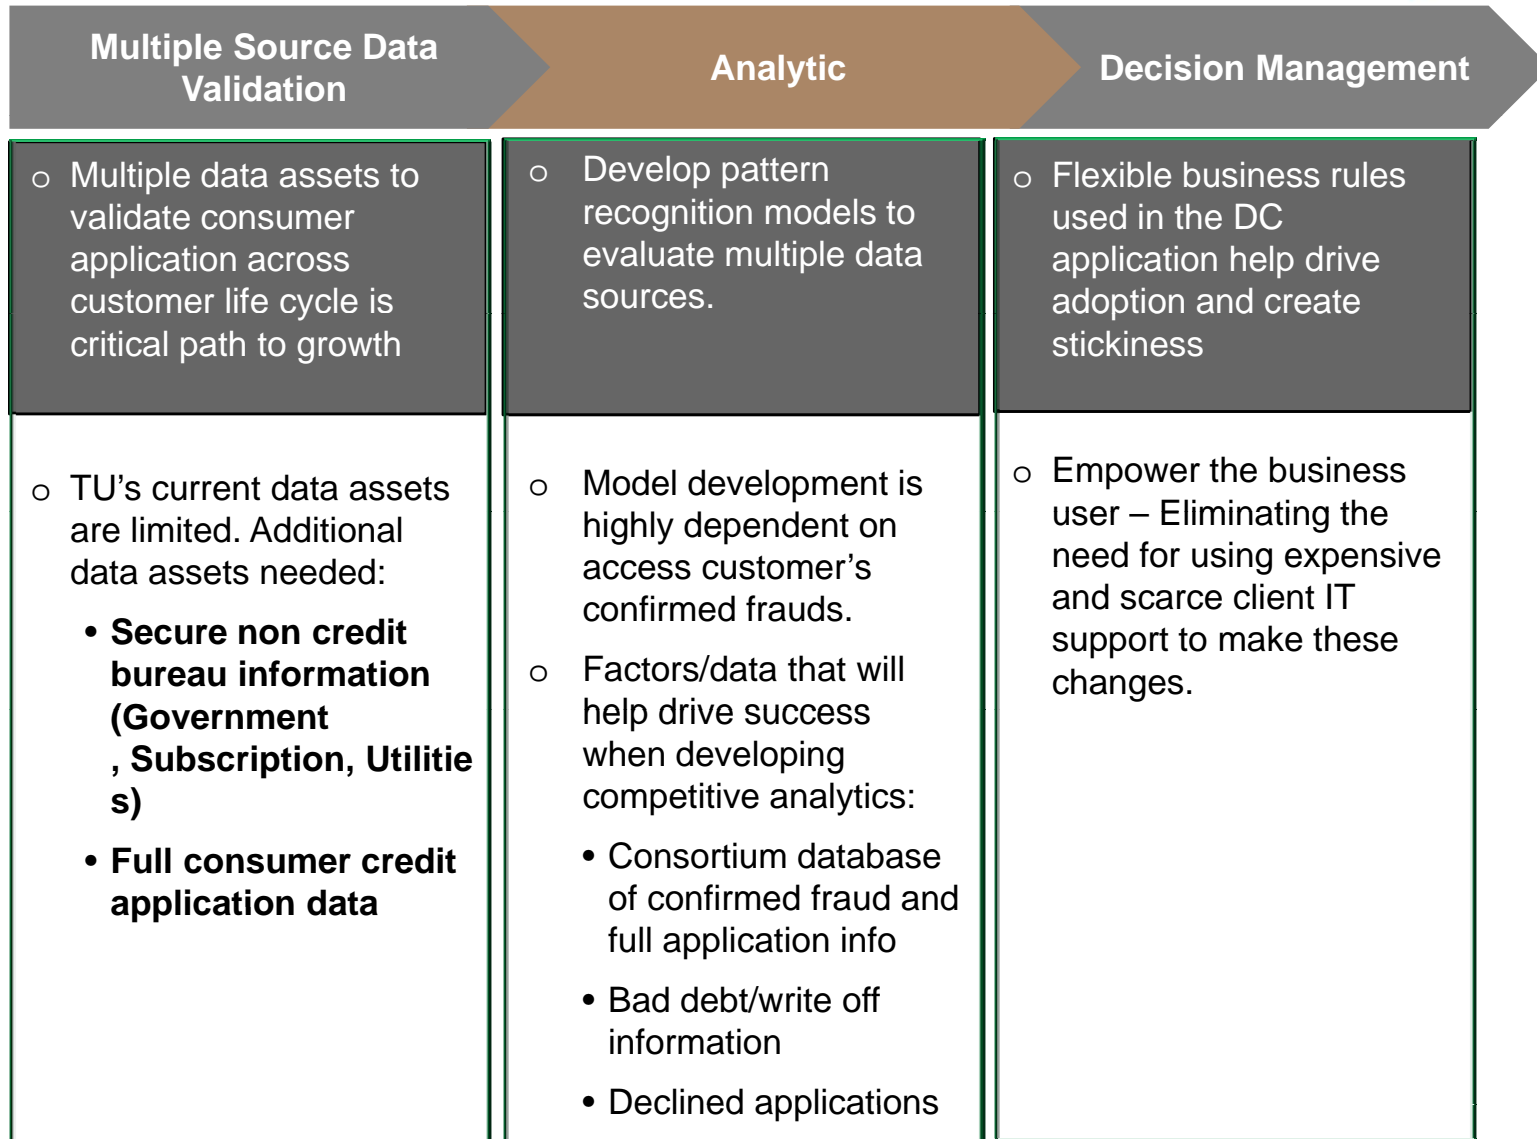 Multiple Source Data
Validation
Analytic
Decision Management
o Multiple data assets to
validate consumer
application across
customer life cycle is
critical path to growth
o TU’s current data assets
are limited. Additional
data assets needed:
• Secure non credit
bureau information
(Government
, Subscription, Utilitie
s)
• Full consumer credit
application data
o Develop pattern
recognition models to
evaluate multiple data
sources.
o Model development is
highly dependent on
access customer’s
confirmed frauds.
o Factors/data that will
help drive success
when developing
competitive analytics:
• Consortium database
of confirmed fraud and
full application info
• Bad debt/write off
information
• Declined applications
o Flexible business rules
used in the DC
application help drive
adoption and create
stickiness
o Empower the business
user – Eliminating the
need for using expensive
and scarce client IT
support to make these
changes.